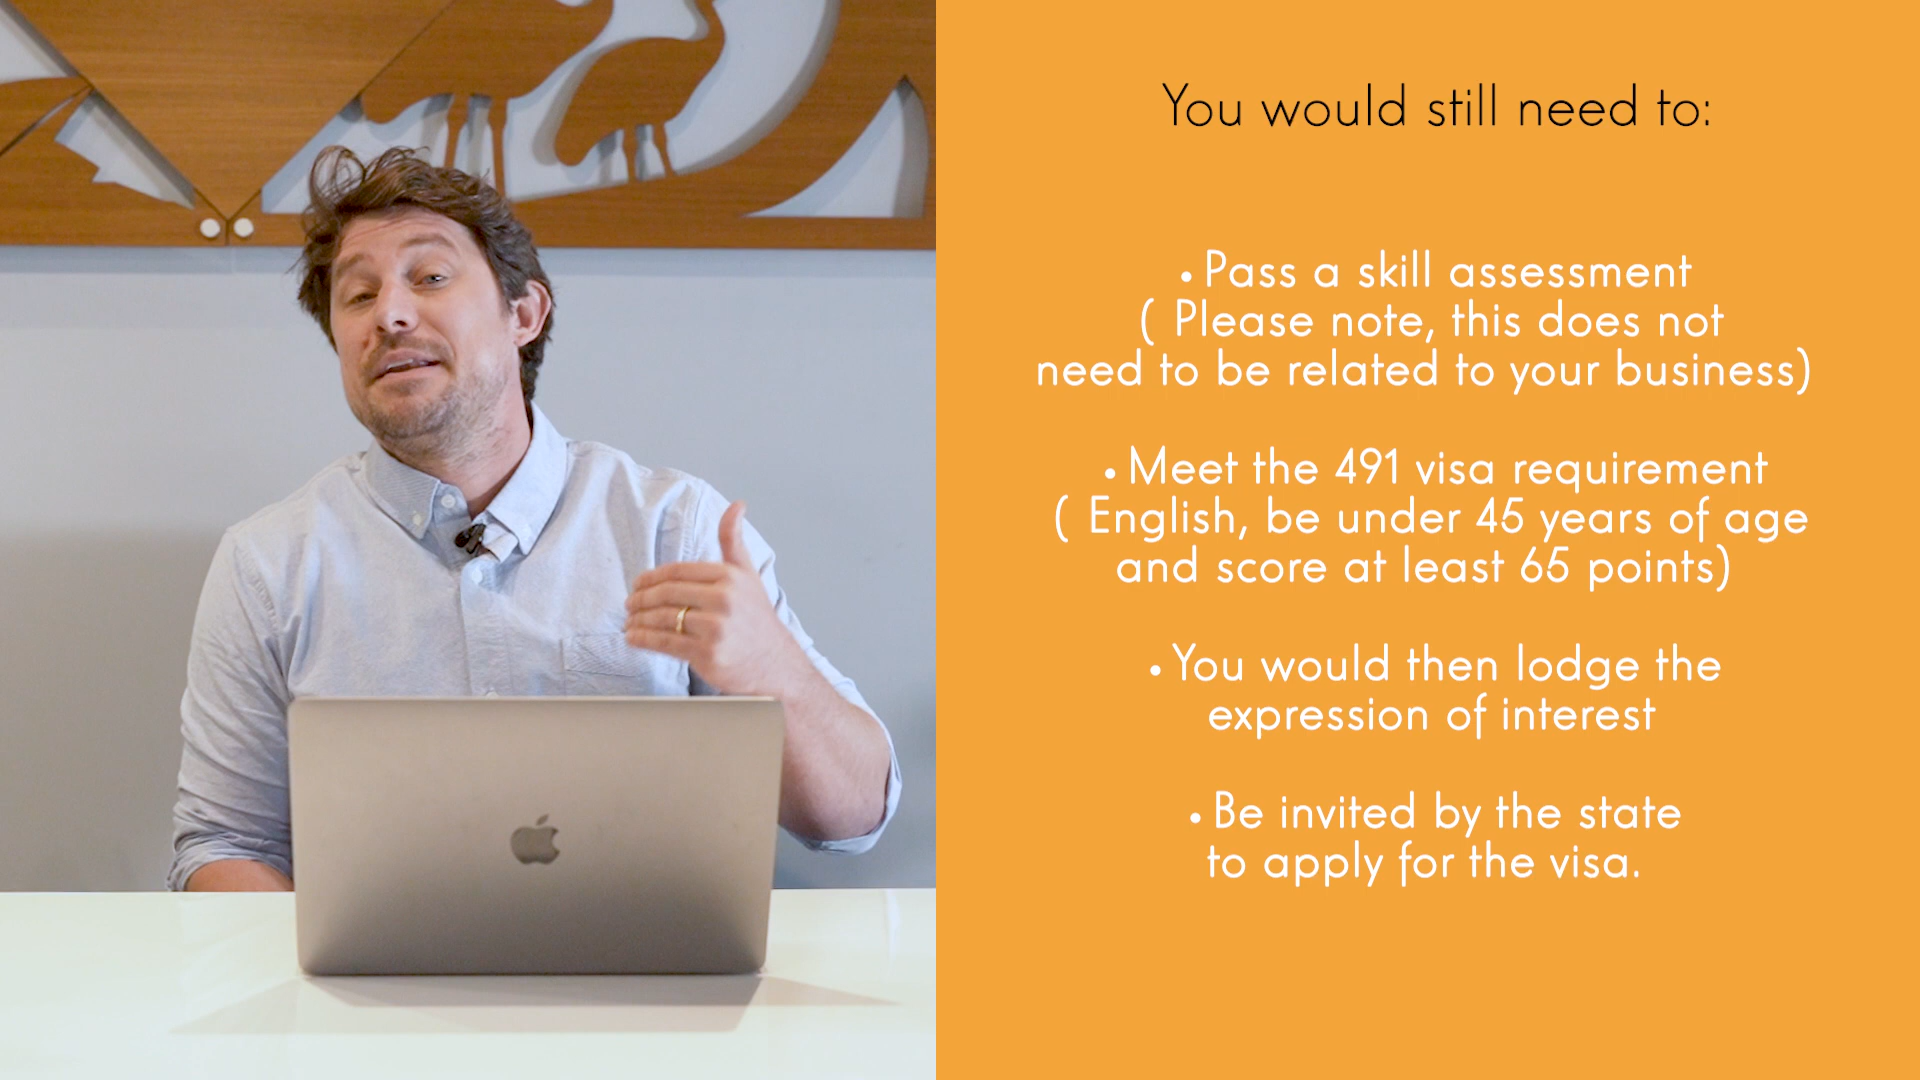 You would still need to:
• Pass a skill assessment
( Please note, this does not
need to be related to your business)
• Meet the 491 visa requirement
( English, be under 45 years of age
and score at least 65 points)
• You would then lodge the
expression of interest
• Be invited by the state
to apply for the visa.